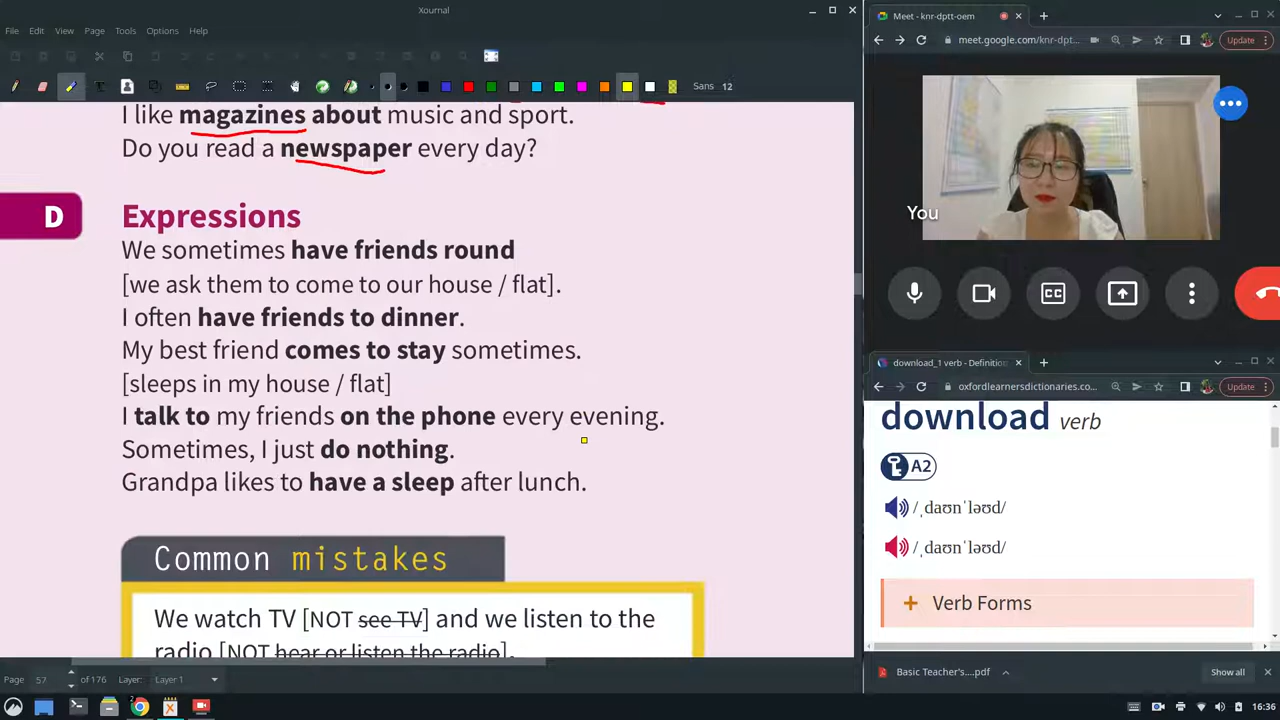 Xournal
File Edit View Page Tools Options Help
Sans 12
I like magazines about music and sport.
Do you read a newspaper every day?
D Expressions
We sometimes have friends round
[we ask them to come to our house / flat].
I often have friends to dinner.
My best friend comes to stay sometimes.
[sleeps in my house / flat]
I talk to my friends on the phone every evening.
Sometimes, I just do nothing.
Grandpa likes to have a sleep after lunch.
Common mistakes
We watch TV [NOT see TV] and we listen to the
radio [NOT hear or listen the radio].
Page 57 of 176 Layer: Layer 1
Meet - knr-dptt-oem
meet.google.com/knr-dpt...
Update
You
CC
download_1 verb - Definition
oxfordlearnersdictionaries.co...
Update
download verb
A2
/ˌdaʊnˈləʊd/
/ˌdaʊnˈləʊd/
+ Verb Forms
Basic Teacher's....pdf
Show all
2
16:36